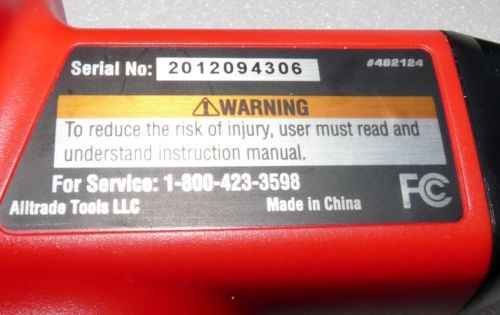 Serial No: 2012094306 #482124
⚠WARNING
To reduce the risk of injury, user must read and
understand instruction manual.
For Service: 1-800-423-3598
Alltrade Tools LLC Made in China FC